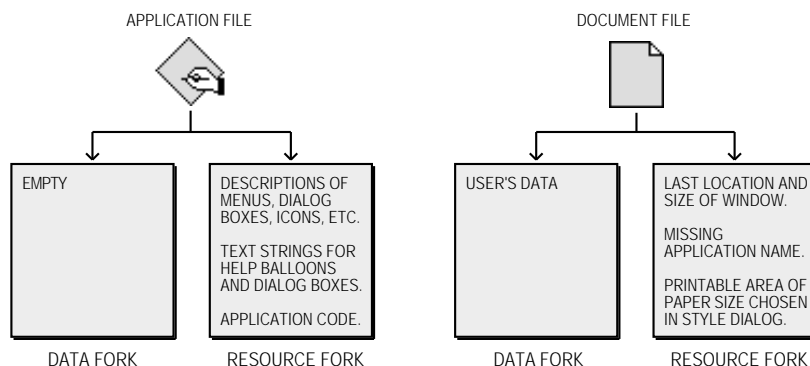 APPLICATION FILE
DOCUMENT FILE
EMPTY
DESCRIPTIONS OF
MENUS, DIALOG
BOXES, ICONS, ETC.
TEXT STRINGS FOR
HELP BALLOONS
AND DIALOG BOXES.
APPLICATION CODE.
USER'S DATA
LAST LOCATION AND
SIZE OF WINDOW.
MISSING
APPLICATION NAME.
PRINTABLE AREA OF
PAPER SIZE CHOSEN
IN STYLE DIALOG.
DATA FORK
RESOURCE FORK
DATA FORK
RESOURCE FORK